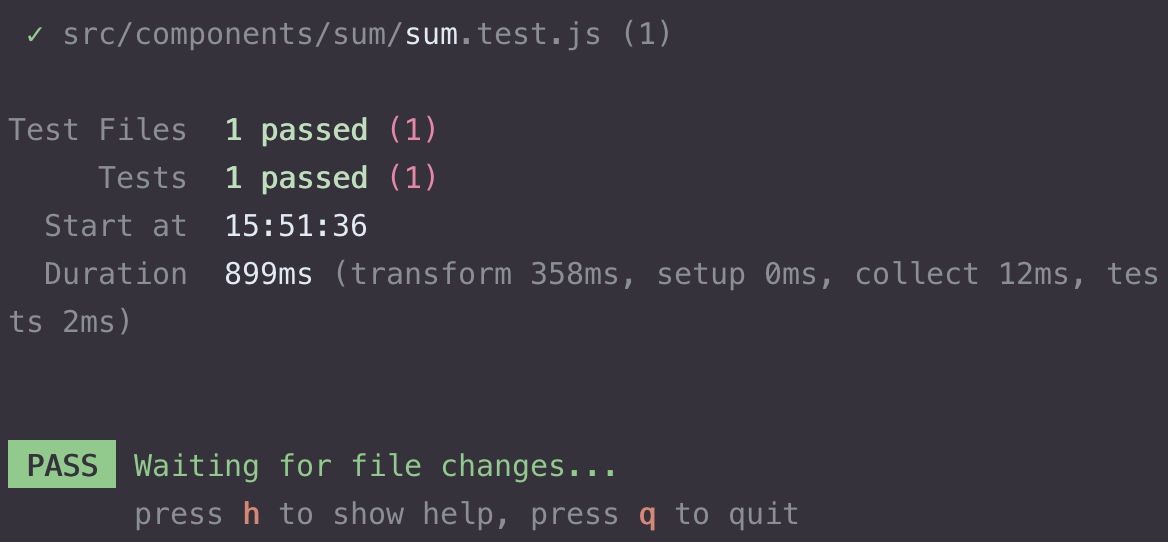 ✓ src/components/sum/sum.test.js (1)
Test Files  1 passed (1)
Tests  1 passed (1)
Start at  15:51:36
Duration  899ms (transform 358ms, setup 0ms, collect 12ms, tes
ts 2ms)
PASS Waiting for file changes...
press h to show help, press q to quit